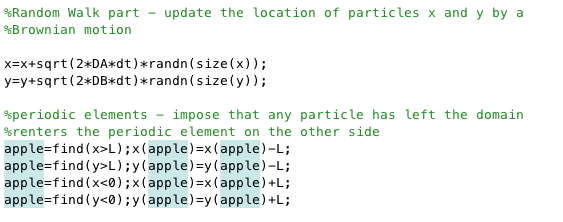 %Random Walk part - update the location of particles x and y by a
%Brownian motion
x=x+sqrt(2*DA*dt)*randn(size(x));
y=y+sqrt(2*DB*dt)*randn(size(y));
%periodic elements - impose that any particle has left the domain
%renters the periodic element on the other side
apple=find(x>L);x(apple)=x(apple)-L;
apple=find(y>L);y(apple)=y(apple)-L;
apple=find(x<0);x(apple)=x(apple)+L;
apple=find(y<0);y(apple)=y(apple)+L;